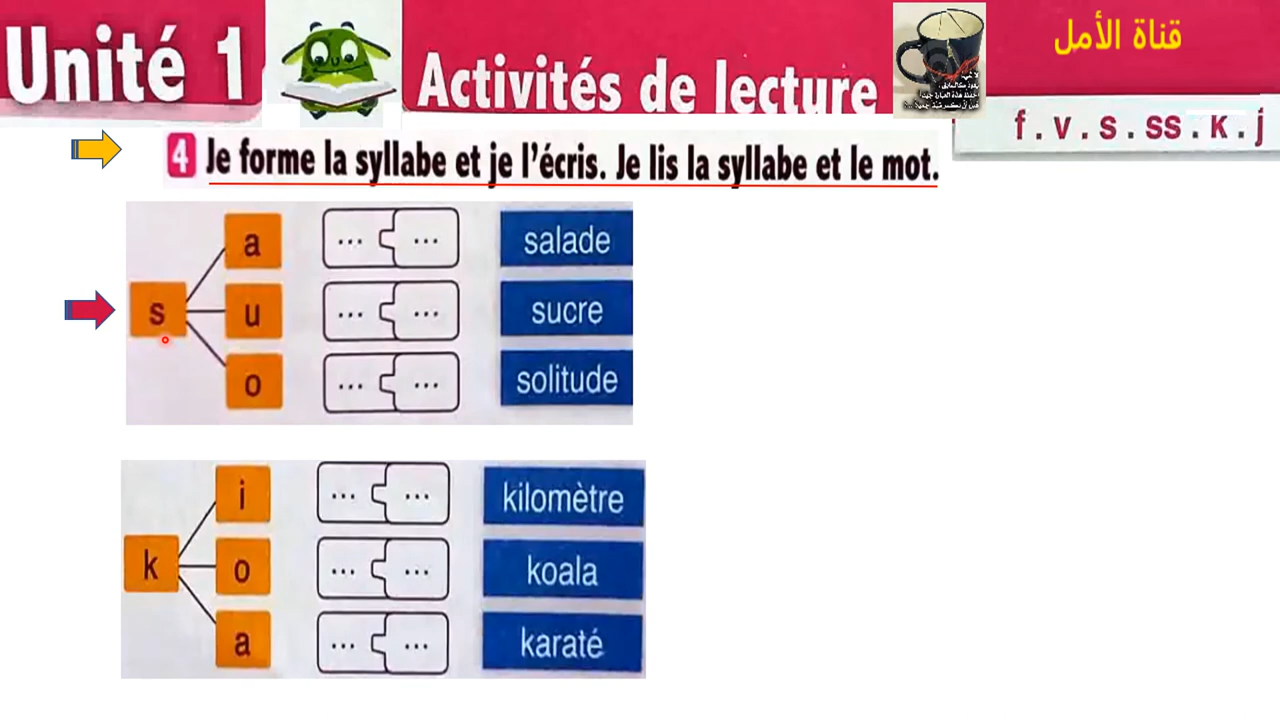 Unité 1
Activités de lecture
قناة الأمل
f . v . s . ss . k . j
4 Je forme la syllabe et je l'écris. Je lis la syllabe et le mot.
s
a ... ... salade
u ... ... sucre
o ... ... solitude
k
i ... ... kilomètre
o ... ... koala
a ... ... karaté